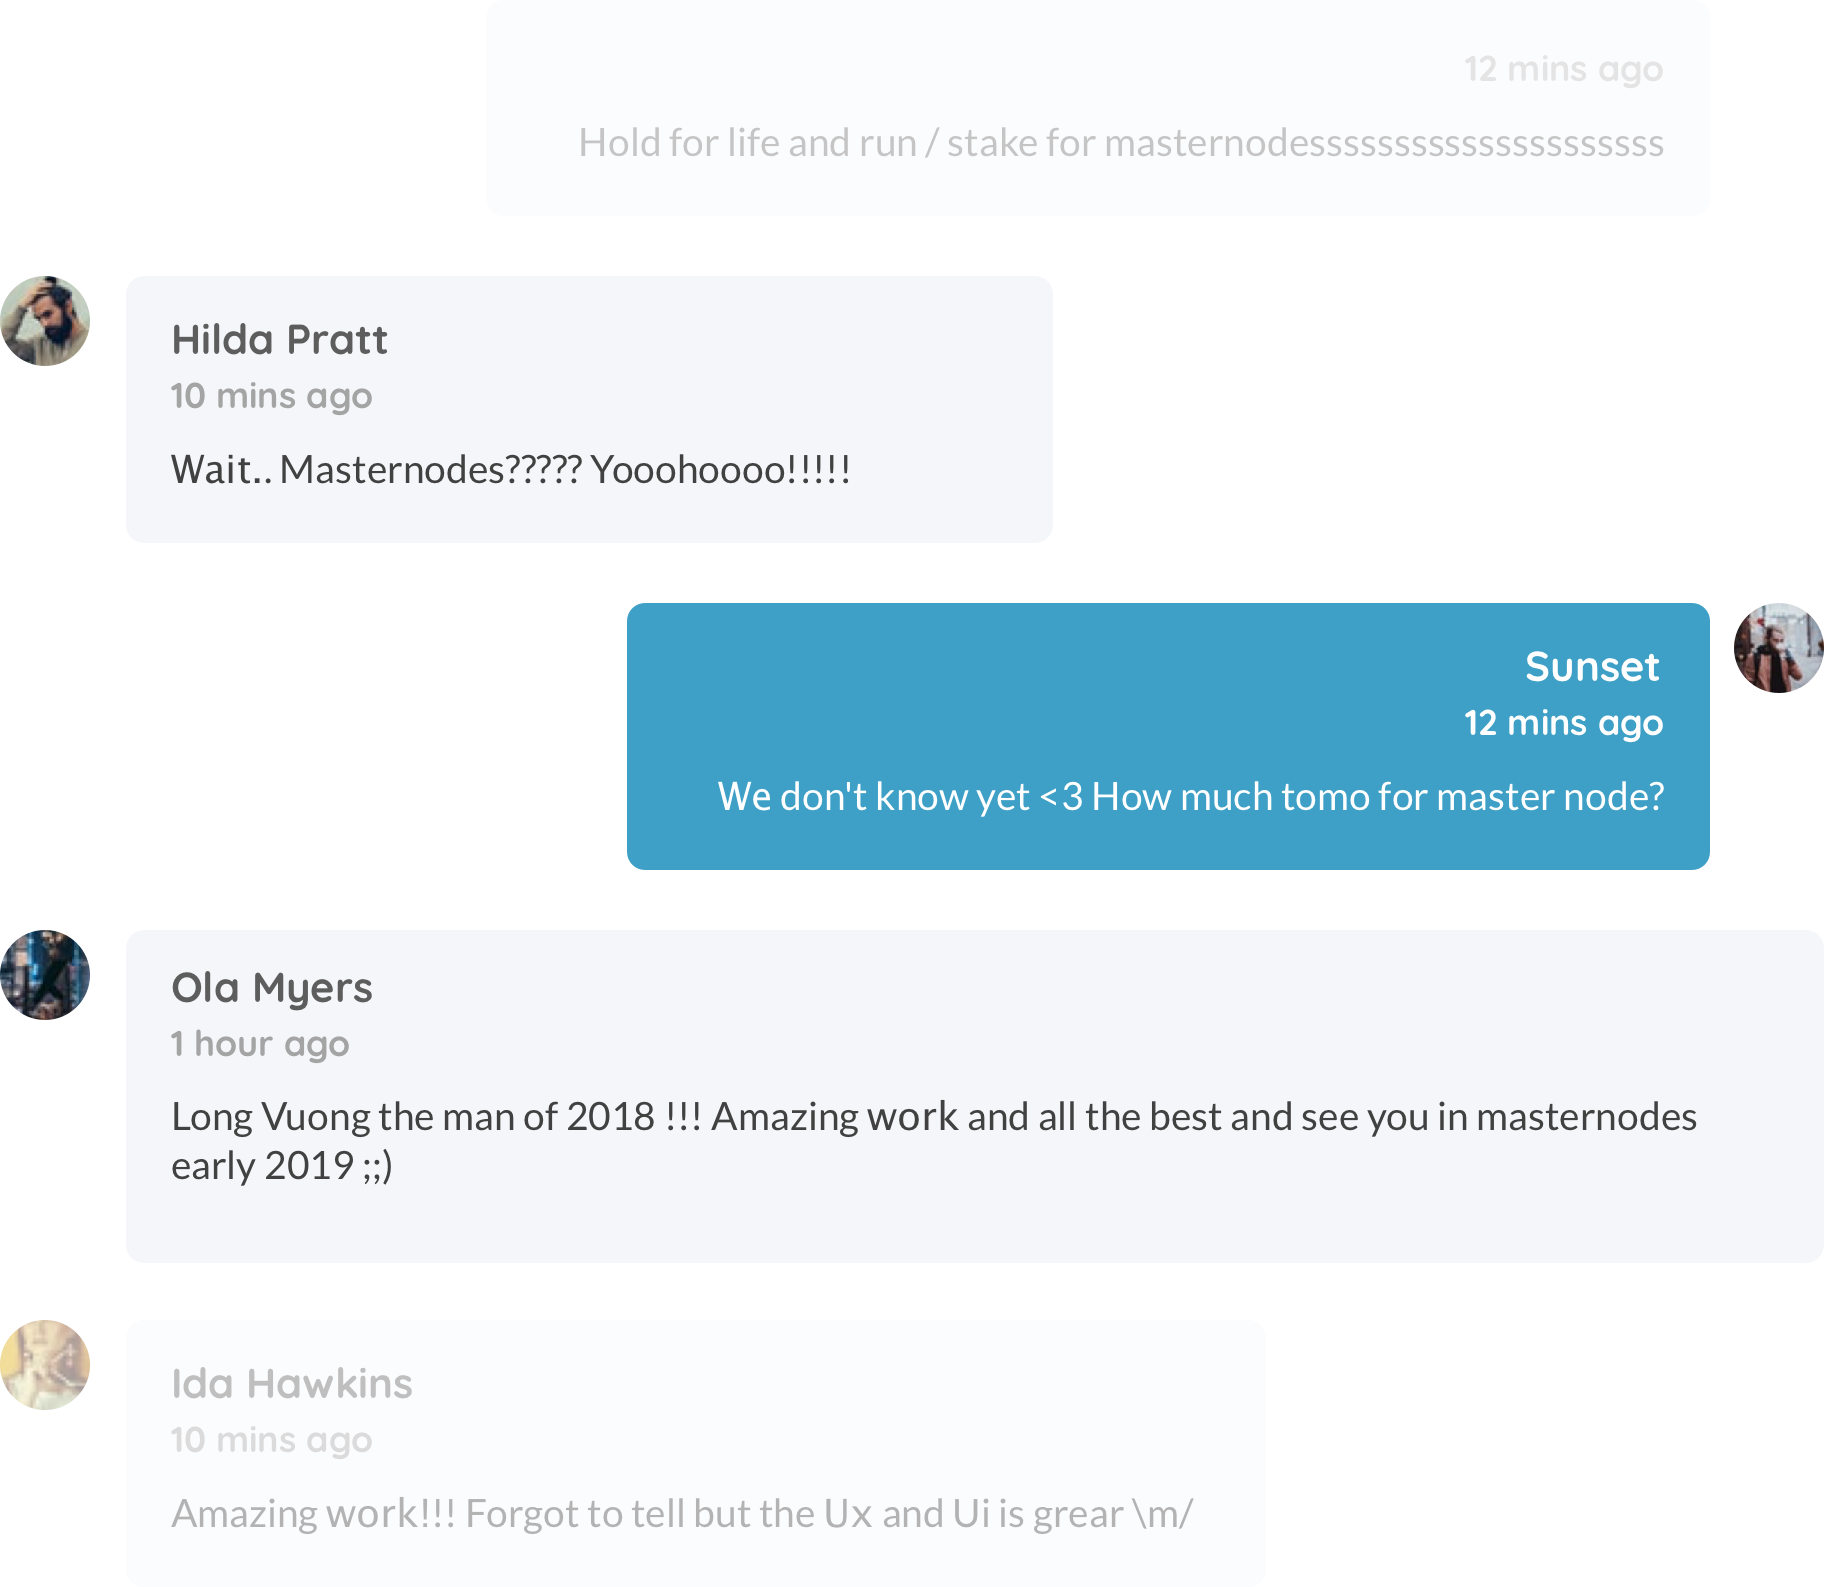 12 mins ago
Hold for life and run / stake for masternodesssssssssssssssssssss
Hilda Pratt
10 mins ago
Wait.. Masternodes????? Yooohoooo!!!!!
Sunset
12 mins ago
We don't know yet <3 How much tomo for master node?
Ola Myers
1 hour ago
Long Vuong the man of 2018 !!! Amazing work and all the best and see you in masternodes
early 2019 ;;)
Ida Hawkins
10 mins ago
Amazing work!!! Forgot to tell but the Ux and Ui is grear \m/